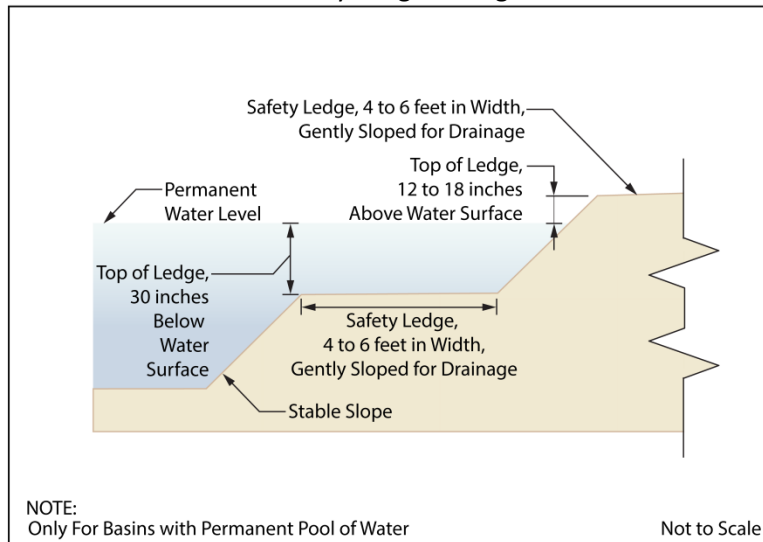 Safety Ledge, 4 to 6 feet in Width,
Gently Sloped for Drainage
Top of Ledge,
12 to 18 inches
Above Water Surface
Permanent
Water Level
Top of Ledge,
30 inches
Below
Water
Surface
Safety Ledge,
4 to 6 feet in Width,
Gently Sloped for Drainage
Stable Slope
NOTE:
Only For Basins with Permanent Pool of Water
Not to Scale